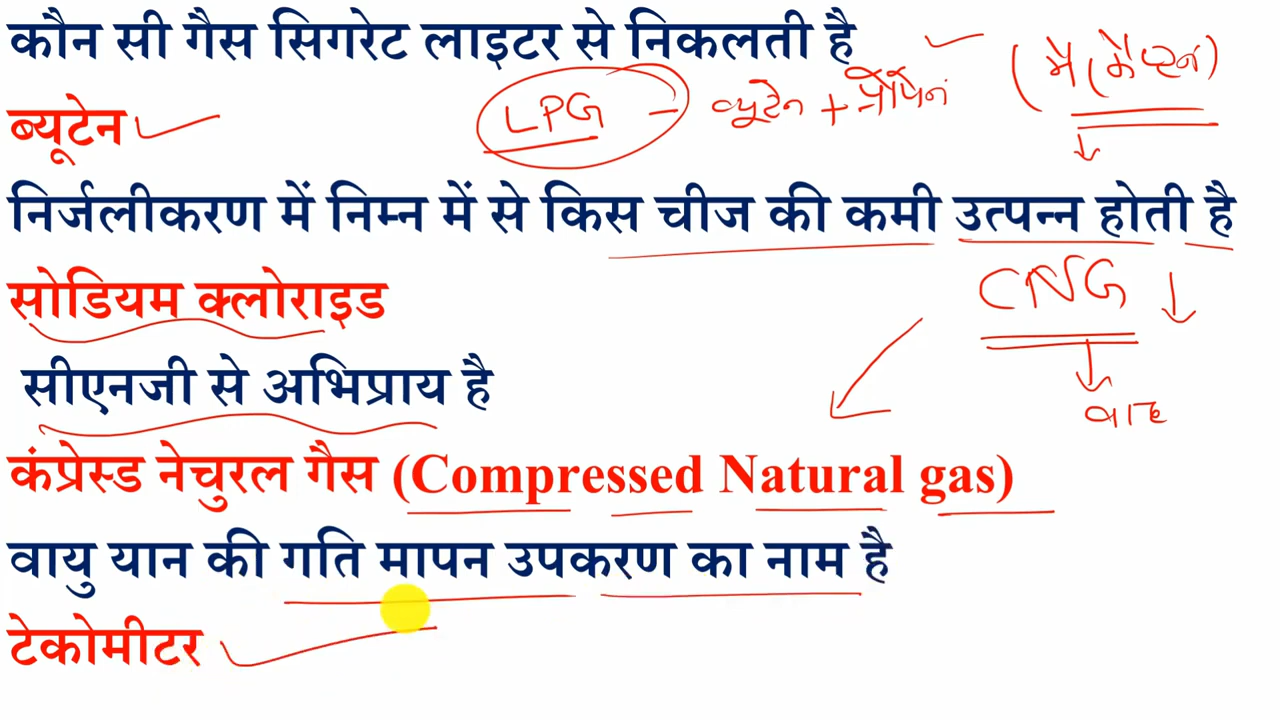 कौन सी गैस सिगरेट लाइटर से निकलती है
LPG - ब्यूटेन + प्रोपेन
ब्यूटेन
निर्जलीकरण में निम्न में से किस चीज की कमी उत्पन्न होती है
CNG
सोडियम क्लोराइड
सीएनजी से अभिप्राय है
कंप्रेस्ड नेचुरल गैस (Compressed Natural gas)
वायु यान की गति मापन उपकरण का नाम है
टेकोमीटर